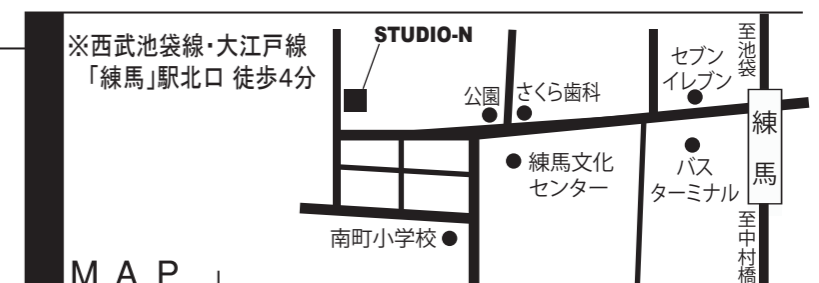 ※西武池袋線･大江戸線
「練馬」駅北口 徒歩4分
STUDIO-N
公園
さくら歯科
セブン
イレブン
至池袋
練馬
練馬文化
センター
バス
ターミナル
南町小学校
至中村橋
MAP